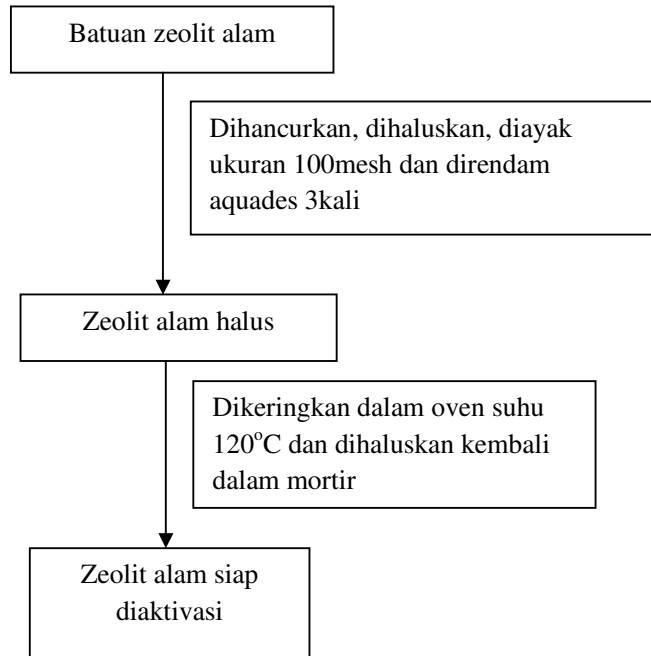 Batuan zeolit alam
Dihancurkan, dihaluskan, diayak
ukuran 100mesh dan direndam
aquades 3kali
Zeolit alam halus
Dikeringkan dalam oven suhu
120°C dan dihaluskan kembali
dalam mortir
Zeolit alam siap
diaktivasi